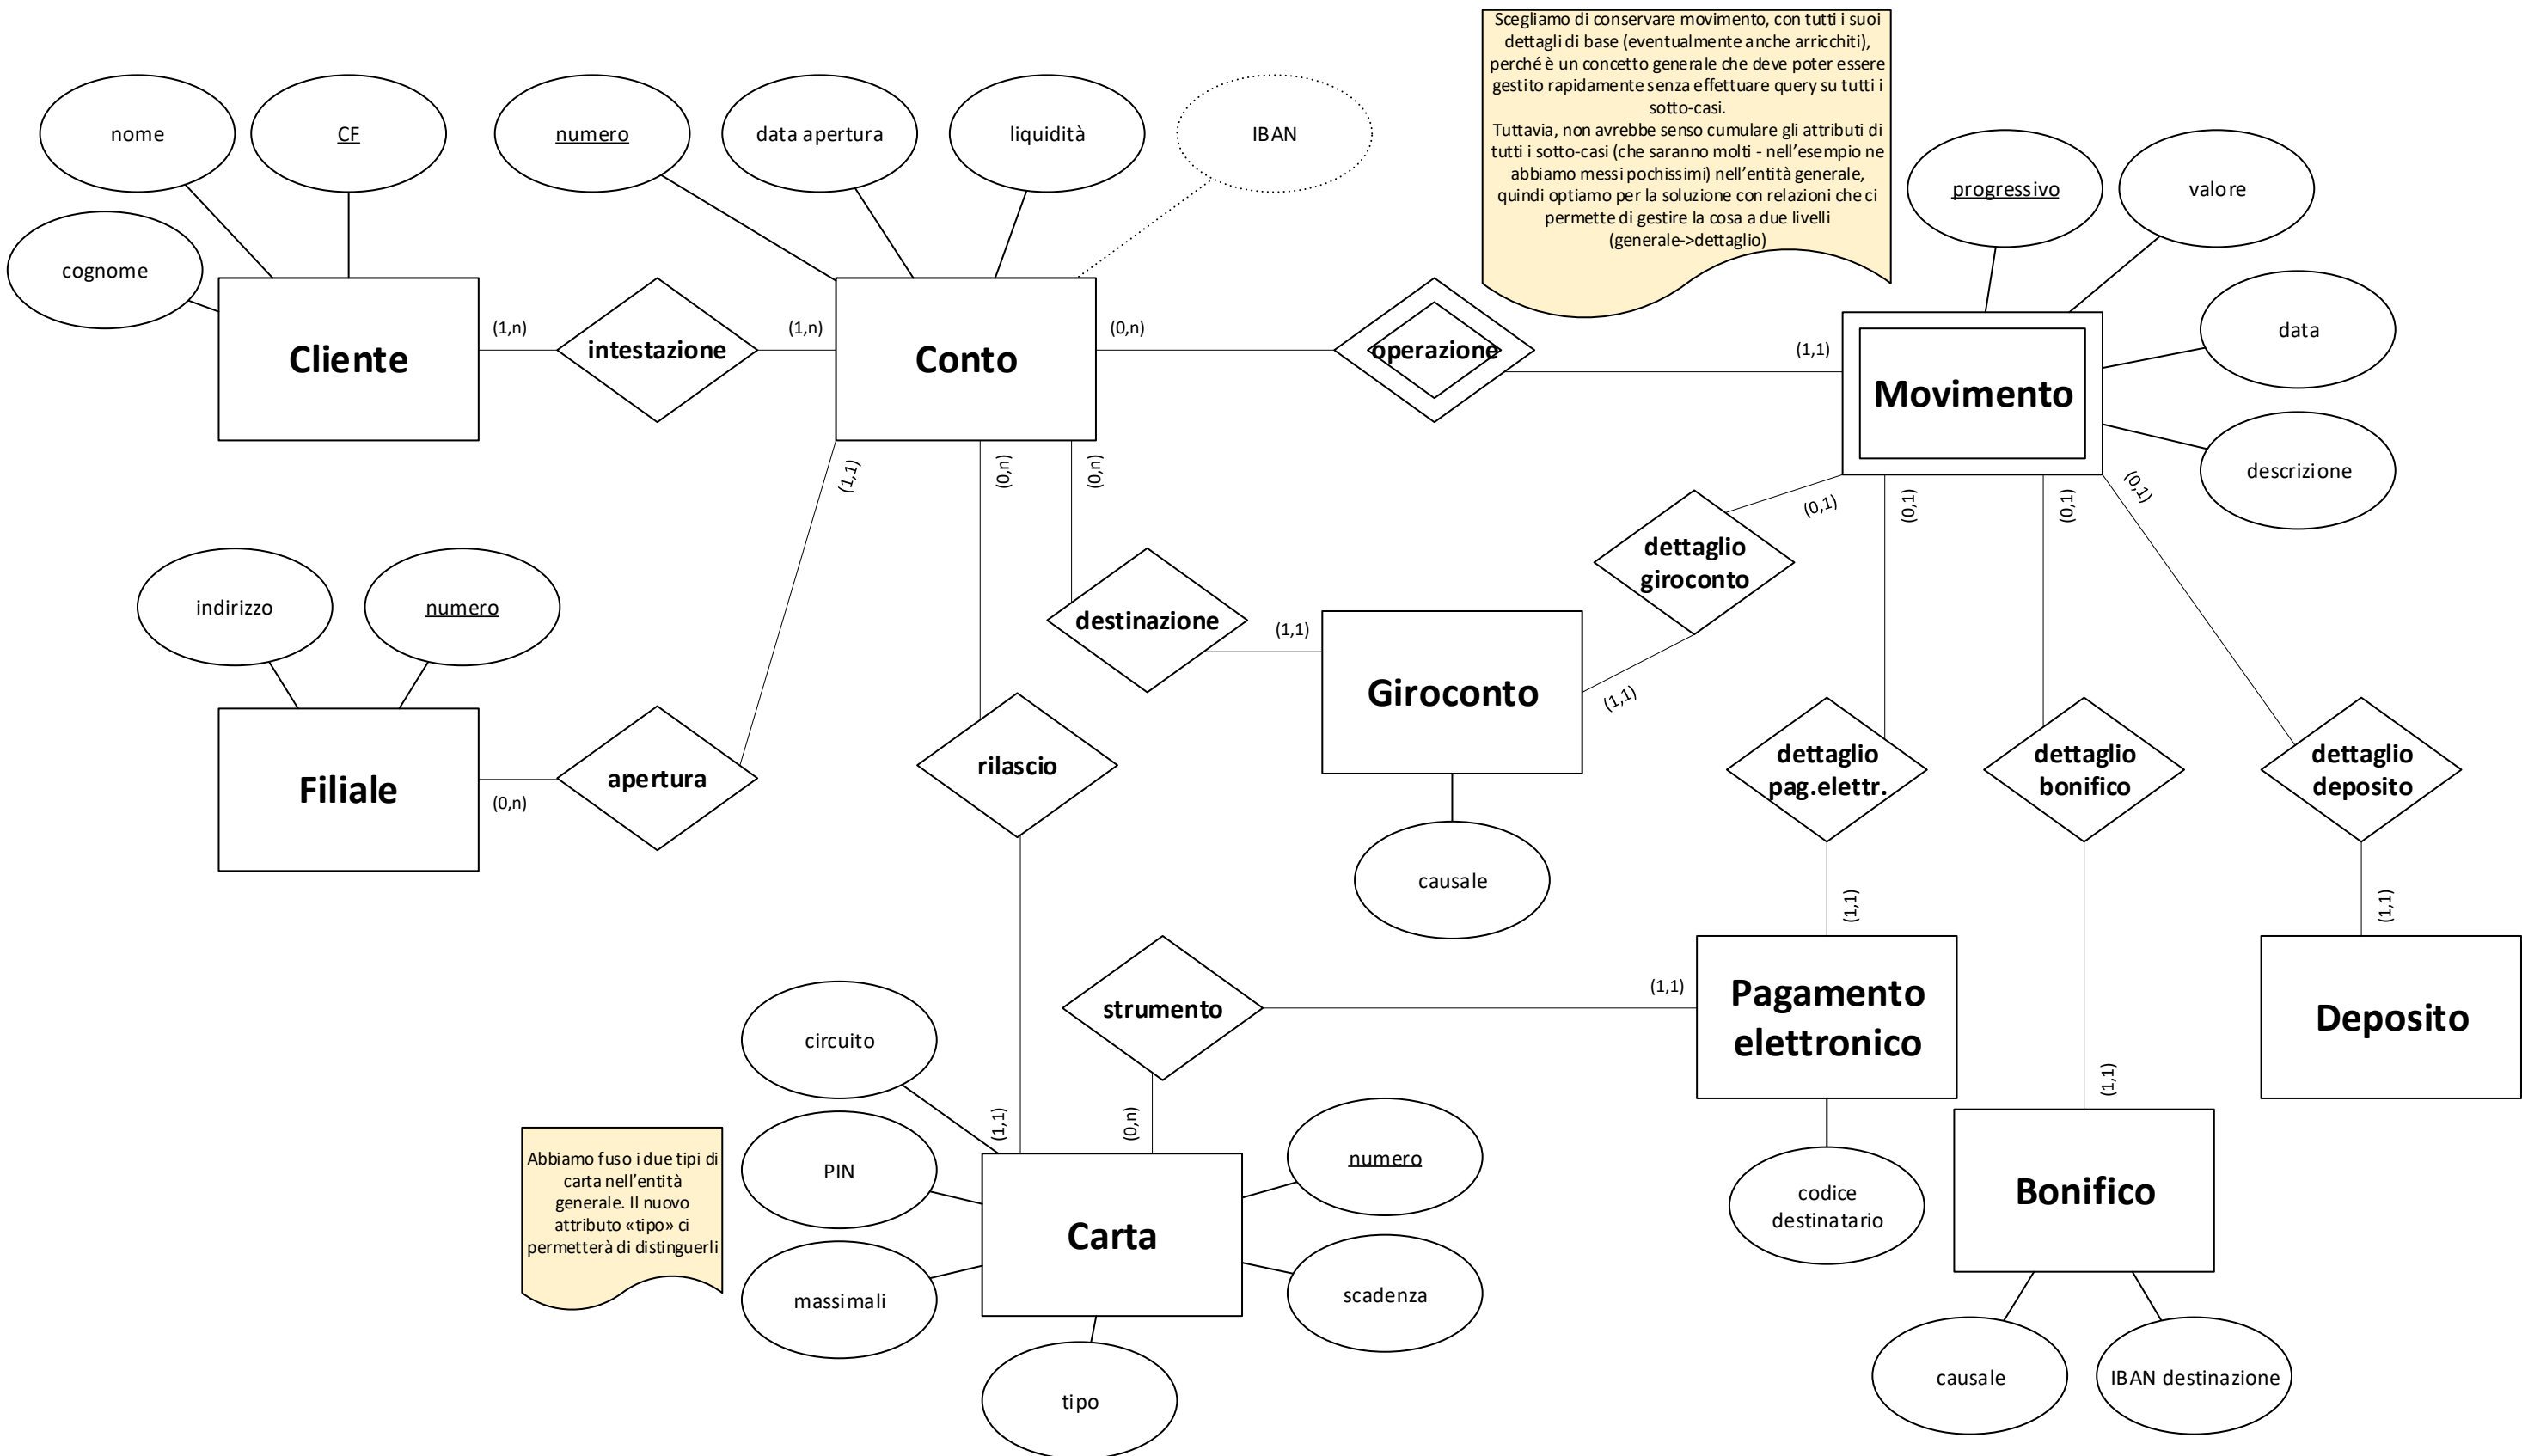 Scegliamo di conservare movimento, con tutti i suoi
dettagli di base (eventualmente anche arricchiti),
perché è un concetto generale che deve poter essere
gestito rapidamente senza effettuare query su tutti i
sotto-casi.
Tuttavia, non avrebbe senso cumulare gli attributi di
tutti i sotto-casi (che saranno molti - nell'esempio ne
abbiamo messi pochissimi) nell'entità generale,
quindi optiamo per la soluzione con relazioni che ci
permette di gestire la cosa a due livelli
(generale->dettaglio)
nome
CF
numero
data apertura
liquidità
IBAN
progressivo
valore
cognome
data
descrizione
Cliente
(1,n)
intestazione
(1,n)
Conto
(0,n)
operazione
(1,1)
Movimento
(1,1)
(0,n)
(0,n)
(0,1)
(0,1)
(0,1)
(0,1)
indirizzo
numero
destinazione
(1,1)
dettaglio
giroconto
Giroconto
(1,1)
Filiale
(0,n)
apertura
rilascio
dettaglio
pag.elettr.
dettaglio
bonifico
dettaglio
deposito
causale
(1,1)
(1,1)
strumento
(1,1)
Pagamento
elettronico
Deposito
circuito
(1,1)
(0,n)
(1,1)
Abbiamo fuso i due tipi di
carta nell'entità
generale. Il nuovo
attributo «tipo» ci
permetterà di distinguerli
PIN
numero
massimali
Carta
scadenza
tipo
codice
destinatario
Bonifico
causale
IBAN destinazione